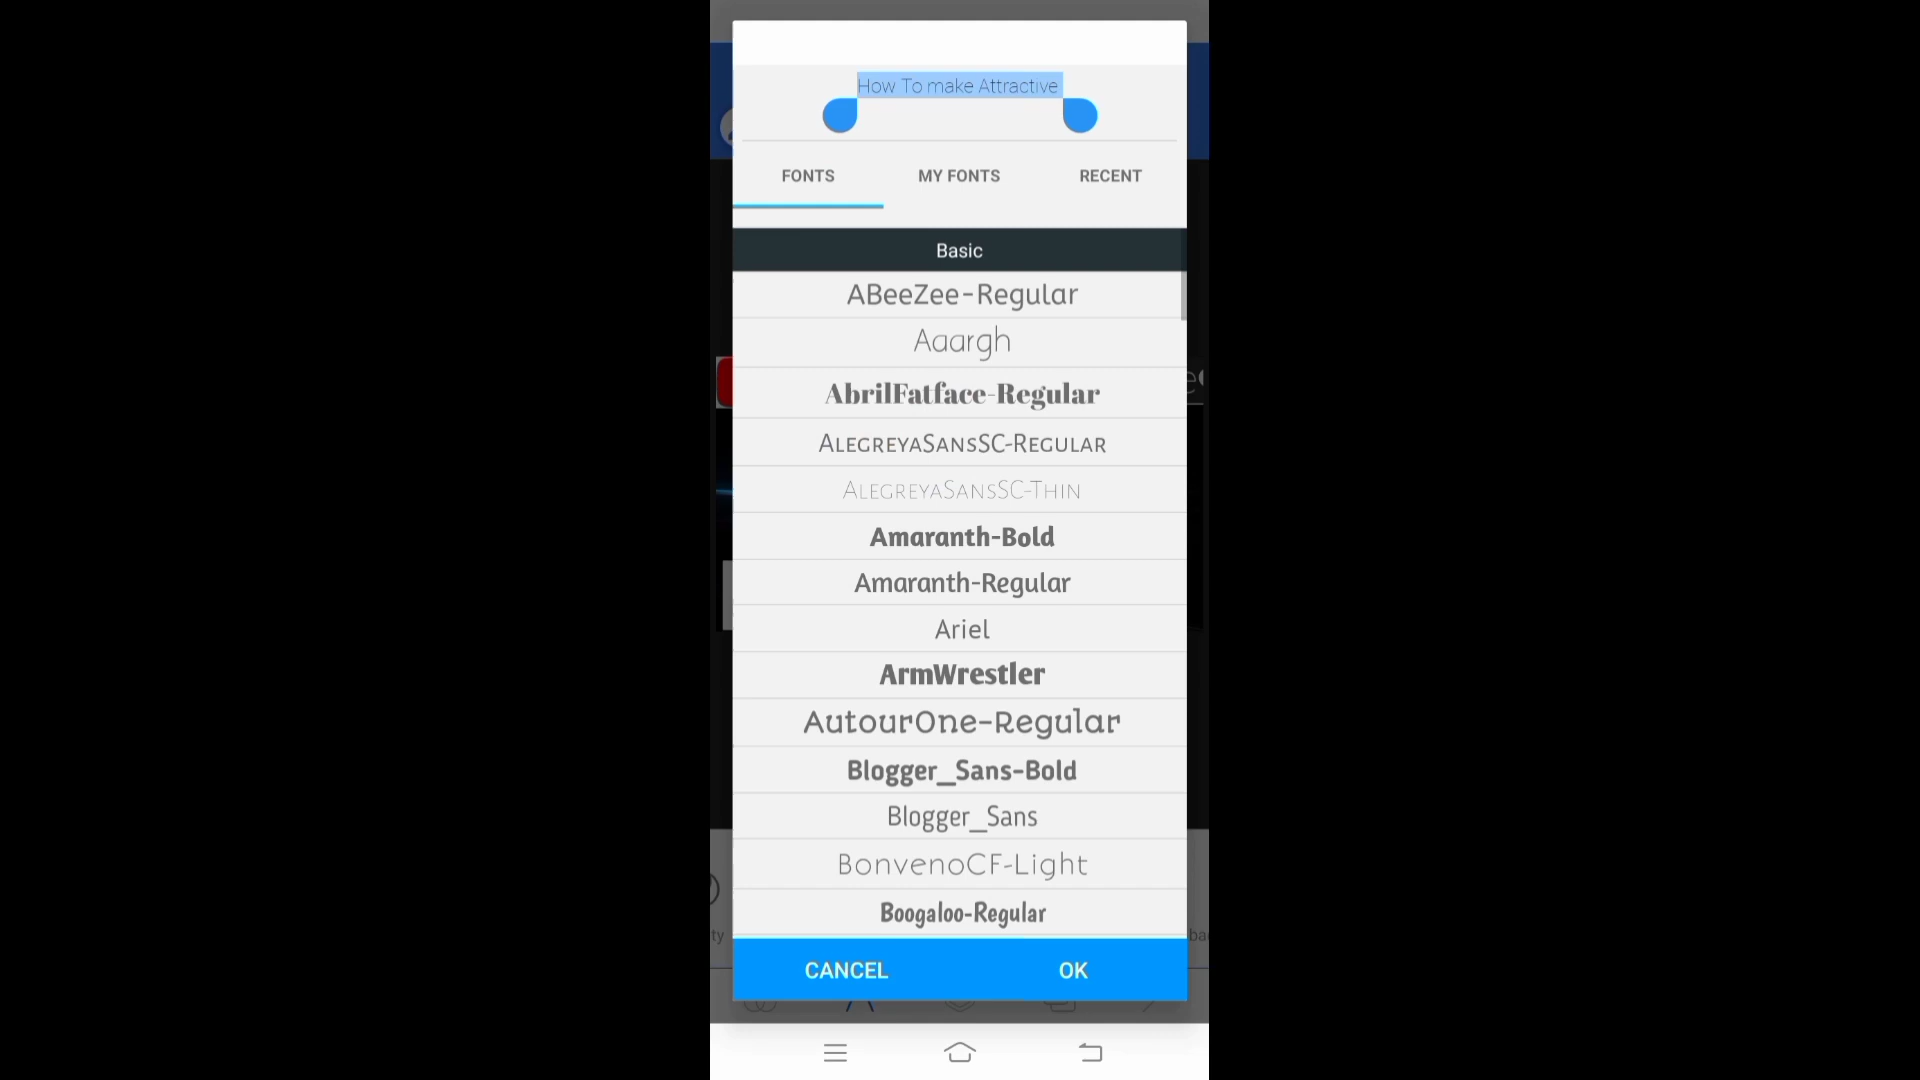 How To make Attractive
FONTS MY FONTS RECENT
Basic
ABeeZee-Regular
Aaargh
AbrilFatface-Regular
AlegreyaSansSC-Regular
AlegreyaSansSC-Thin
Amaranth-Bold
Amaranth-Regular
Ariel
ArmWrestler
AutourOne-Regular
Blogger_Sans-Bold
Blogger_Sans
BonvenoCF-Light
Boogaloo-Regular
CANCEL OK